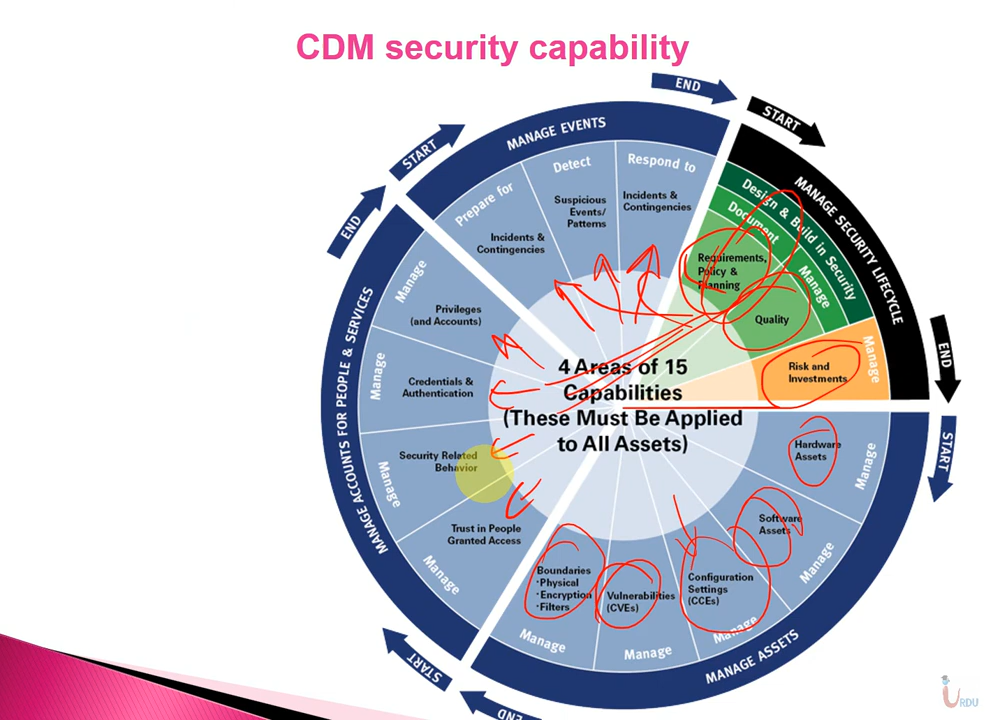 CDM security capability
END
START
START
MANAGE EVENTS
Prepare for
Incidents &
Contingencies
Detect
Suspicious
Events/
Patterns
Respond to
Incidents &
Contingencies
MANAGE SECURITY LIFECYCLE
Design & Build in Security
Document
Requirements,
Policy &
Planning
Manage
Quality
Manage
Risk and
Investments
END
START
END
MANAGE ACCOUNTS FOR PEOPLE & SERVICES
Manage
Privileges
(and Accounts)
Manage
Credentials &
Authentication
Manage
Security Related
Behavior
Manage
Trust in People
Granted Access
4 Areas of 15
Capabilities
(These Must Be Applied
to All Assets)
Hardware
Assets
Manage
Software
Assets
Manage
Configuration
Settings
(CCEs)
Manage
Vulnerabilities
(CVEs)
Manage
Boundaries
•Physical
•Encryption
•Filters
Manage
MANAGE ASSETS
START
END
URDU